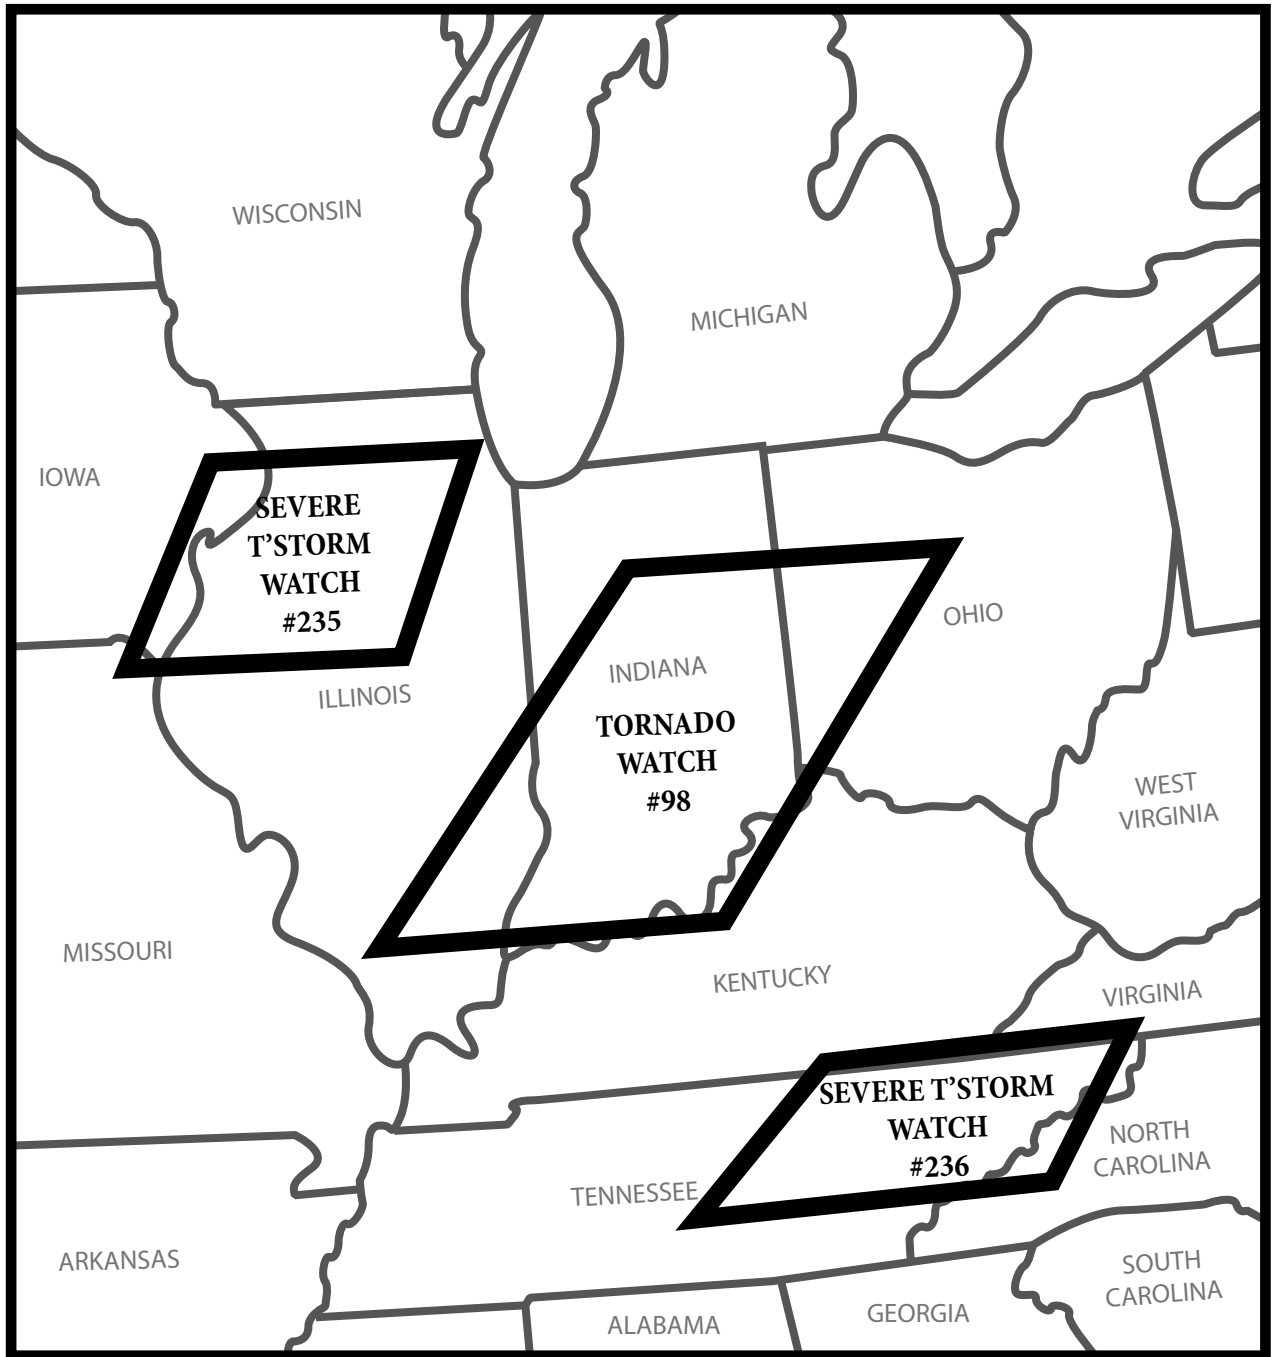 WISCONSIN
MICHIGAN
IOWA
SEVERE
T'STORM
WATCH
#235
ILLINOIS
OHIO
INDIANA
TORNADO
WATCH
#98
WEST
VIRGINIA
MISSOURI
KENTUCKY
VIRGINIA
SEVERE T'STORM
WATCH
#236
NORTH
CAROLINA
TENNESSEE
ARKANSAS
SOUTH
CAROLINA
GEORGIA
ALABAMA